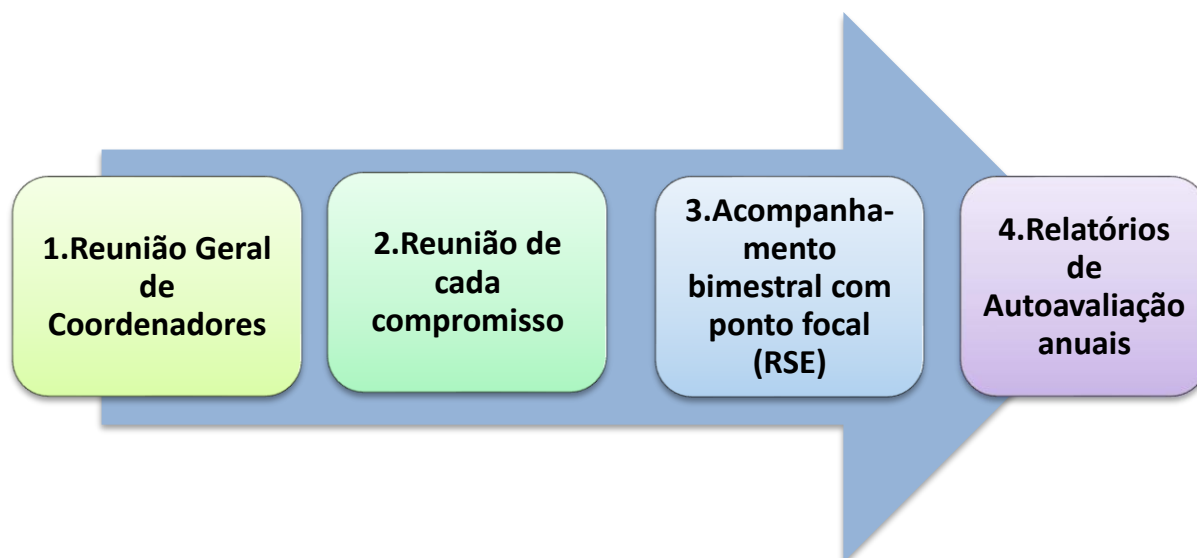 1.Reunião Geral
de
Coordenadores
2.Reunião de
cada
compromisso
3.Acompanha-
mento
bimestral com
ponto focal
(RSE)
4.Relatórios
de
Autoavaliação
anuais